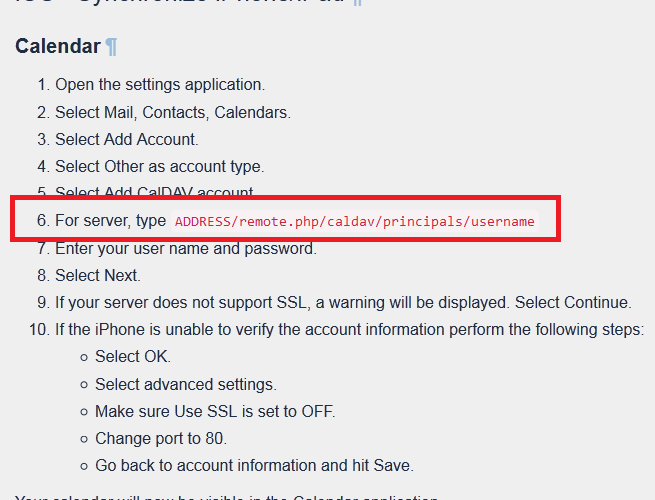 Calendar ¶
1. Open the settings application.
2. Select Mail, Contacts, Calendars.
3. Select Add Account.
4. Select Other as account type.
5. Select Add CalDAV account
6. For server, type ADDRESS/remote.php/caldav/principals/username
7. Enter your user name and password.
8. Select Next.
9. If your server does not support SSL, a warning will be displayed. Select Continue.
10. If the iPhone is unable to verify the account information perform the following steps:
○ Select OK.
○ Select advanced settings.
○ Make sure Use SSL is set to OFF.
○ Change port to 80.
○ Go back to account information and hit Save.
Your calendar will now be visible in the Calendar application